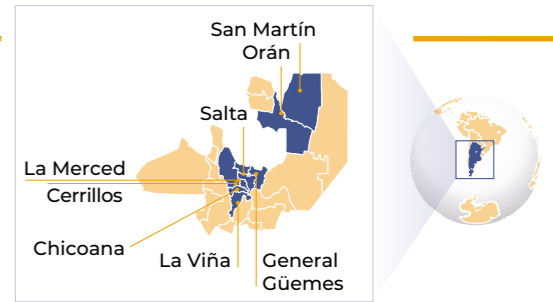 San Martín
Orán
Salta
La Merced
Cerrillos
Chicoana
La Viña
General
Güemes